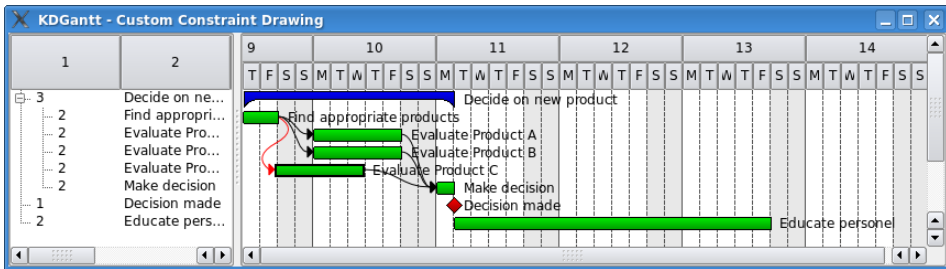 KDGantt - Custom Constraint Drawing
1 2 9 10 11 12 13 14
T F S S M T W T F S S M T W T F S S M T W T F S S M T W T F S S M T W T F S S
3 Decide on ne... Decide on new product
2 Find appropri... Find appropriate products
2 Evaluate Pro... Evaluate Product A
2 Evaluate Pro... Evaluate Product B
2 Evaluate Pro... Evaluate Product C
2 Make decision Make decision
1 Decision made Decision made
2 Educate pers... Educate personel